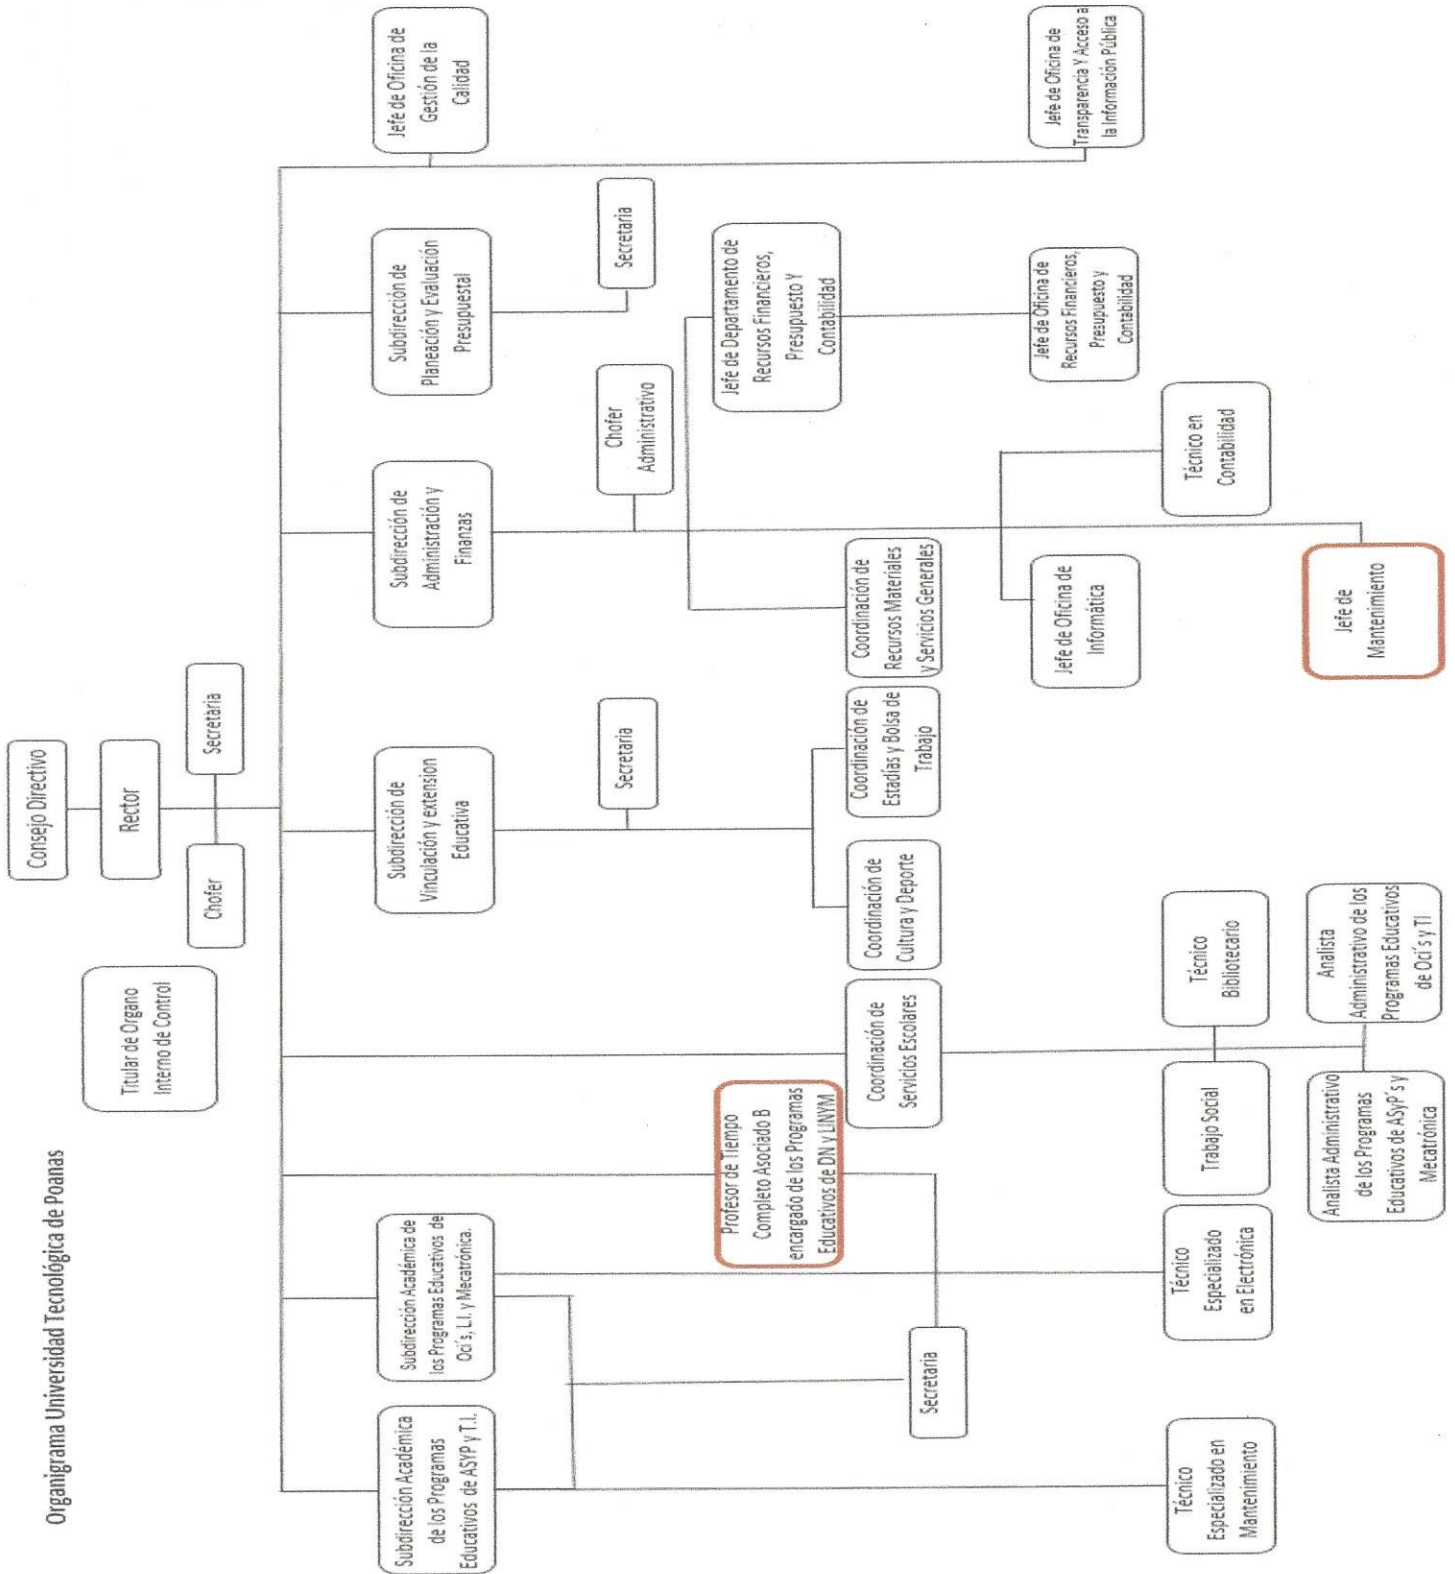 Organigrama Universidad Tecnológica de Poanas
Consejo Directivo
Rector
Titular de Organo
Interno de Control
Chofer
Secretaria
Subdirección Académica
de los Programas
Educativos de ASYP y T.I.
Subdirección Académica de
los Programas Educativos de
Oci´s, L.I. y Mecatrónica.
Subdirección de
Vinculación y extension
Educativa
Subdirección de
Administración y
Finanzas
Subdirección de
Planeación y Evaluación
Presupuestal
Jefe de Oficina de
Gestión de la
Calidad
Secretaria
Chofer
Administrativo
Secretaria
Profesor de Tiempo
Completo Asociado B
encargado de los Programas
Educativos de DN y LINYM
Jefe de Departamento de
Recursos Financieros,
Presupuesto Y
Contabilidad
Secretaria
Coordinación de
Servicios Escolares
Coordinación de
Cultura y Deporte
Coordinación de
Estadías y Bolsa de
Trabajo
Coordinación de
Recursos Materiales
y Servicios Generales
Jefe de Oficina de
Informática
Jefe de Oficina de
Recursos Financieros,
Presupuesto y
Contabilidad
Jefe de Oficina de
Transparencia Y Acceso a
la Información Pública
Técnico
Especializado en
Mantenimiento
Técnico
Especializado
en Electrónica
Trabajo Social
Técnico
Bibliotecario
Técnico en
Contabilidad
Analista Administrativo
de los Programas
Educativos de ASyP´s y
Mecatrónica
Analista
Administrativo de los
Programas Educativos
de Oci´s y TI
Jefe de
Mantenimiento